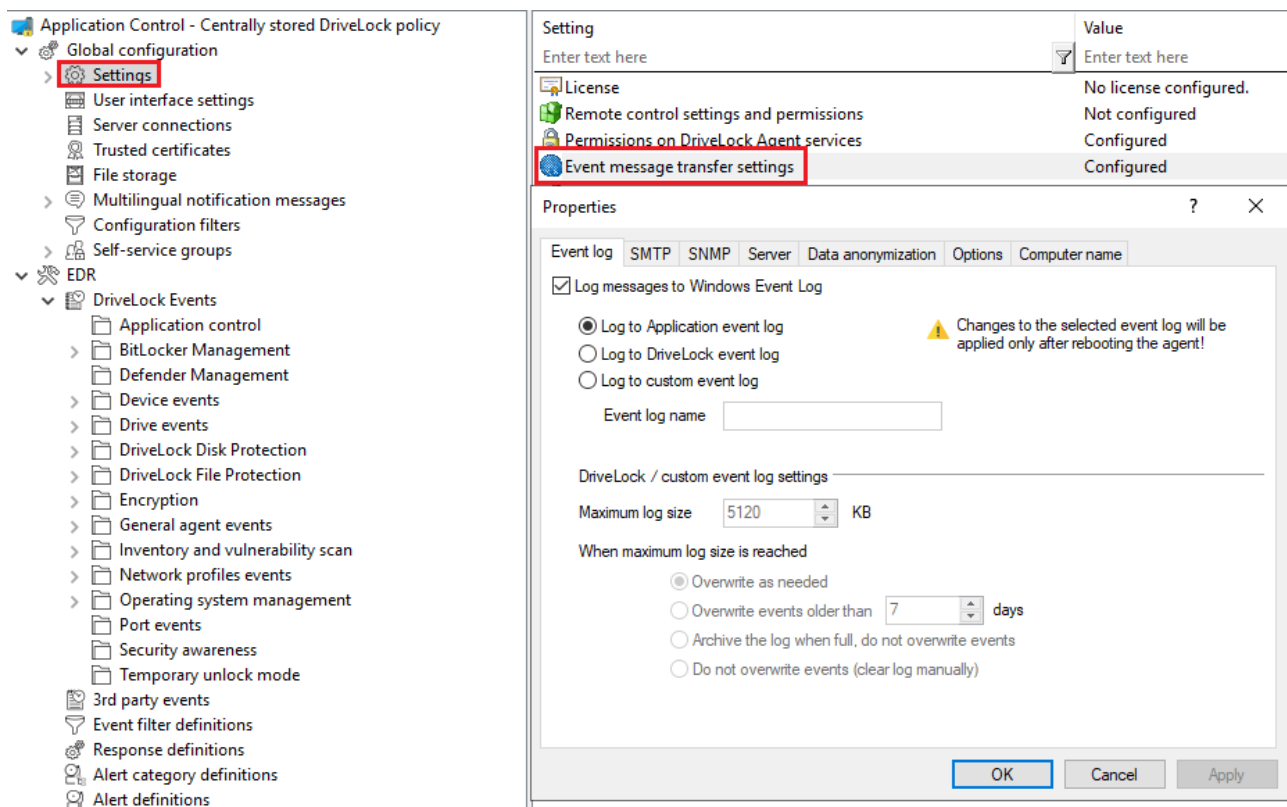 Application Control - Centrally stored DriveLock policy
Global configuration
Settings
User interface settings
Server connections
Trusted certificates
File storage
Multilingual notification messages
Configuration filters
Self-service groups
EDR
DriveLock Events
Application control
BitLocker Management
Defender Management
Device events
Drive events
DriveLock Disk Protection
DriveLock File Protection
Encryption
General agent events
Inventory and vulnerability scan
Network profiles events
Operating system management
Port events
Security awareness
Temporary unlock mode
3rd party events
Event filter definitions
Response definitions
Alert category definitions
Alert definitions
Setting Value
Enter text here Enter text here
License No license configured.
Remote control settings and permissions Not configured
Permissions on DriveLock Agent services Configured
Event message transfer settings Configured
Properties ?
Event log SMTP SNMP Server Data anonymization Options Computer name
Log messages to Windows Event Log
Log to Application event log
Changes to the selected event log will be
applied only after rebooting the agent!
Log to DriveLock event log
Log to custom event log
Event log name
DriveLock / custom event log settings
Maximum log size 5120 KB
When maximum log size is reached
Overwrite as needed
Overwrite events older than 7 days
Archive the log when full, do not overwrite events
Do not overwrite events (clear log manually)
OK Cancel Apply